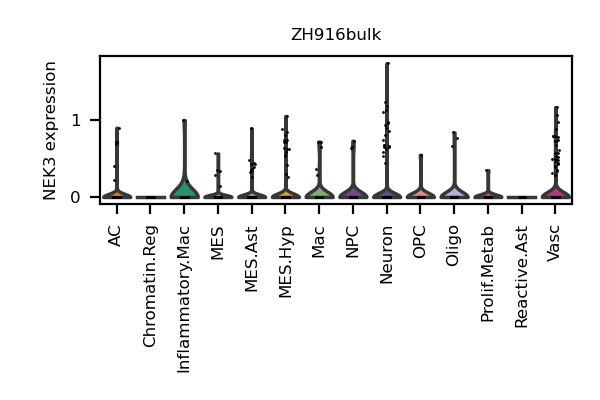 ZH916bulk
NEK3 expression
1
0
AC
Chromatin.Reg
Inflammatory.Mac
MES
MES.Ast
MES.Hyp
Mac
NPC
Neuron
OPC
Oligo
Prolif.Metab
Reactive.Ast
Vasc